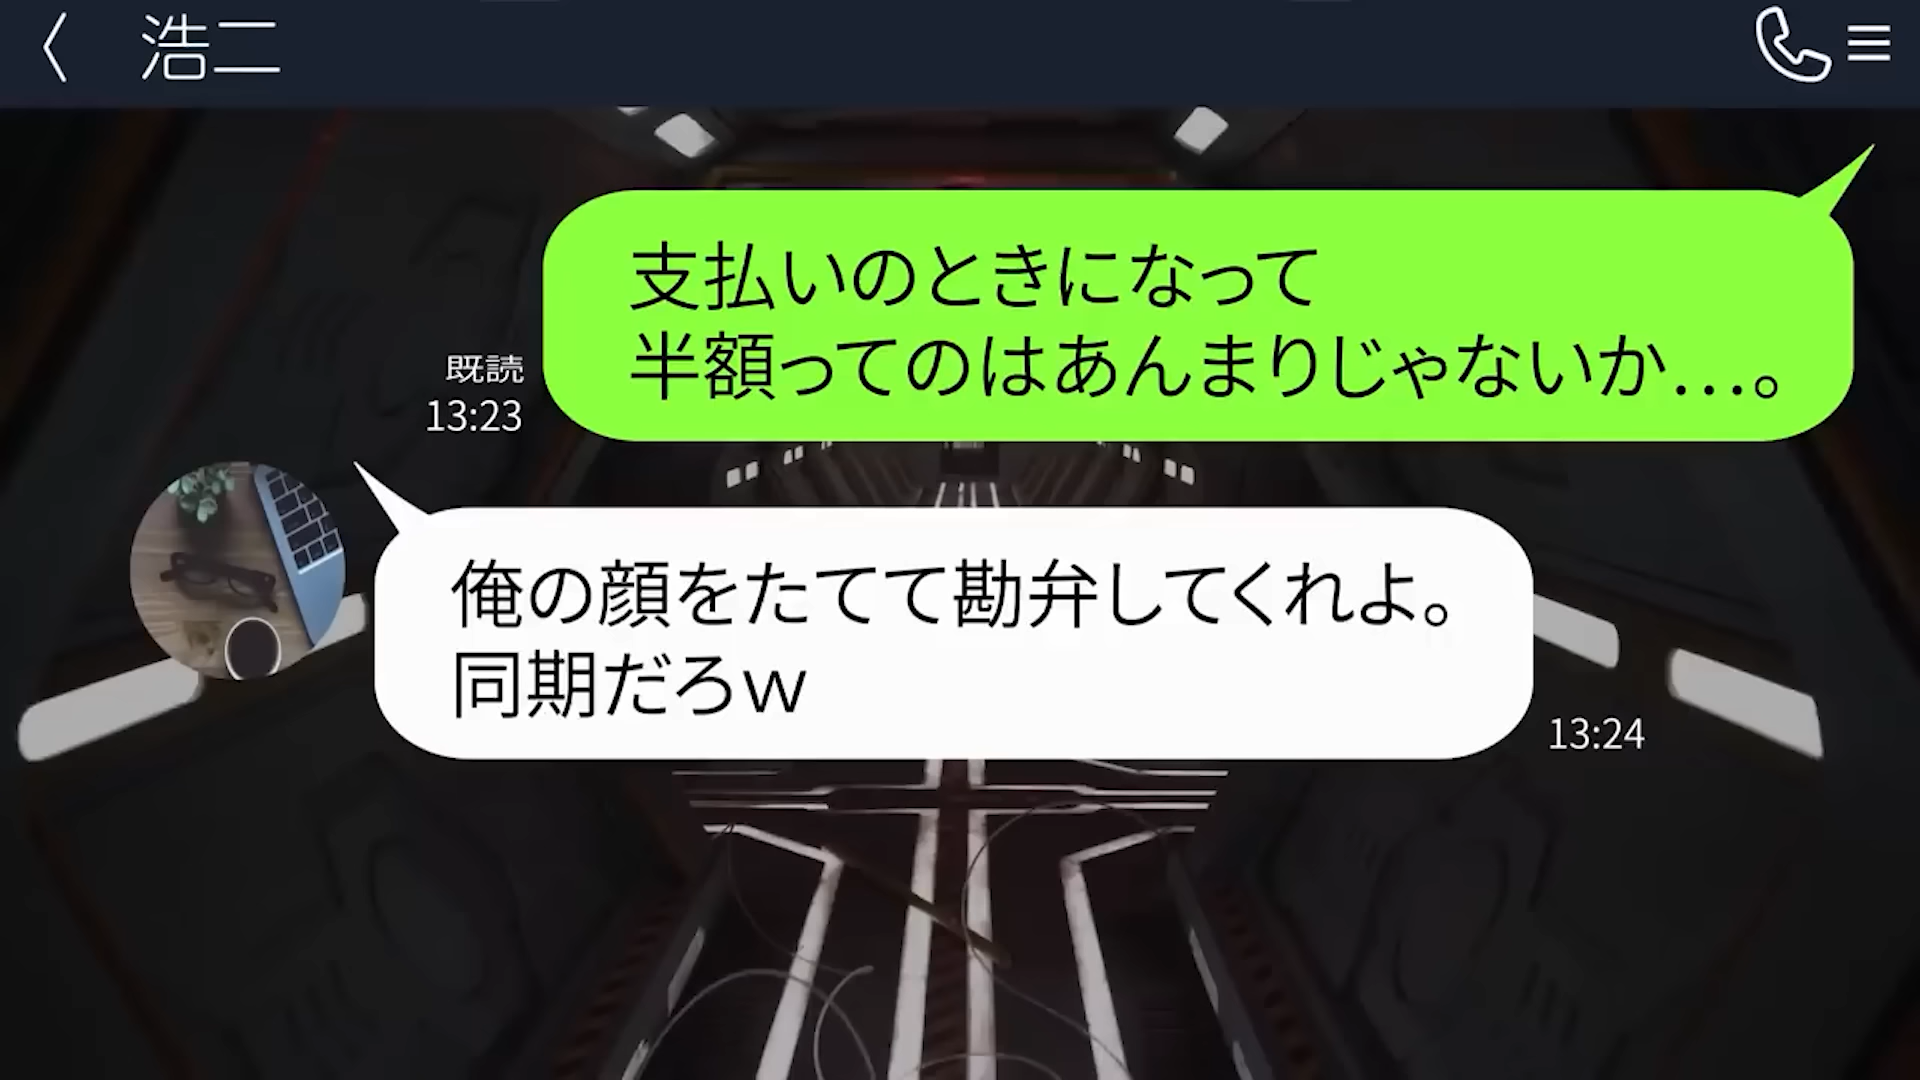 浩二
支払いのときになって
半額ってのはあんまりじゃないか…。
既読
13:23
俺の顔をたてて勘弁してくれよ。
同期だろw
13:24